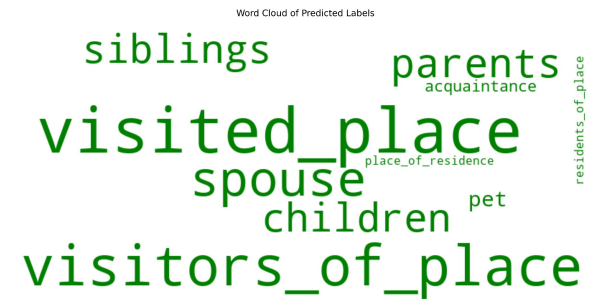 Word Cloud of Predicted Labels
siblings
parents
acquaintance
residents_of_place
visited_place
place_of_residence
spouse
pet
children
visitors_of_place